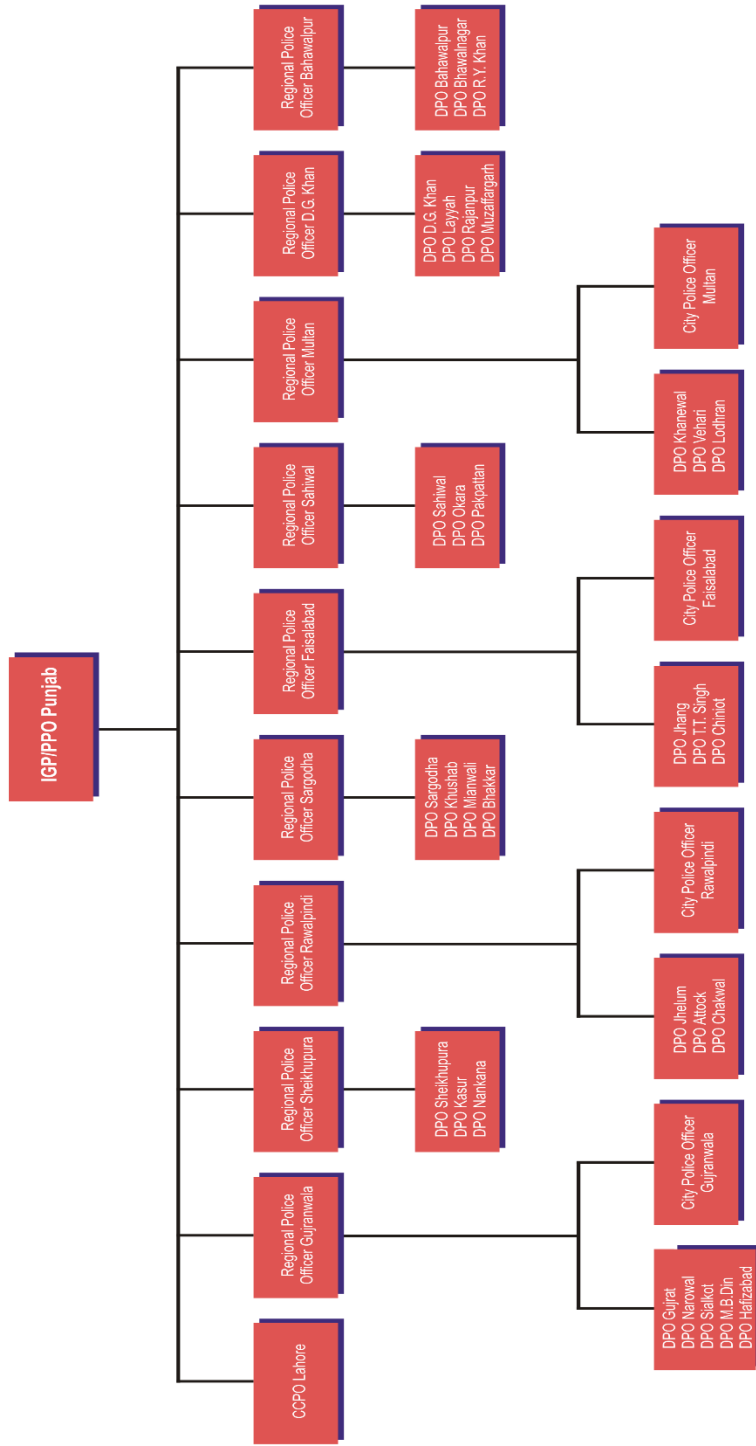 IGP/PPO Punjab
CCPO Lahore
Regional Police
Officer Gujranwala
Regional Police
Officer Sheikhupura
Regional Police
Officer Rawalpindi
Regional Police
Officer Sargodha
Regional Police
Officer Faisalabad
Regional Police
Officer Sahiwal
Regional Police
Officer Multan
Regional Police
Officer D.G. Khan
Regional Police
Officer Bahawalpur
DPO Sheikhupura
DPO Kasur
DPO Nankana
DPO Sargodha
DPO Khushab
DPO Mianwali
DPO Bhakkar
DPO Sahiwal
DPO Okara
DPO Pakpattan
DPO D.G. Khan
DPO Layyah
DPO Rajanpur
DPO Muzaffargarh
DPO Bahawalpur
DPO Bhawalnagar
DPO R.Y. Khan
DPO Gujrat
DPO Narowal
DPO Sialkot
DPO M.B.Din
DPO Hafizabad
City Police Officer
Gujranwala
DPO Jhelum
DPO Attock
DPO Chakwal
City Police Officer
Rawalpindi
DPO Jhang
DPO T.T. Singh
DPO Chiniot
City Police Officer
Faisalabad
DPO Khanewal
DPO Vehari
DPO Lodhran
City Police Officer
Multan